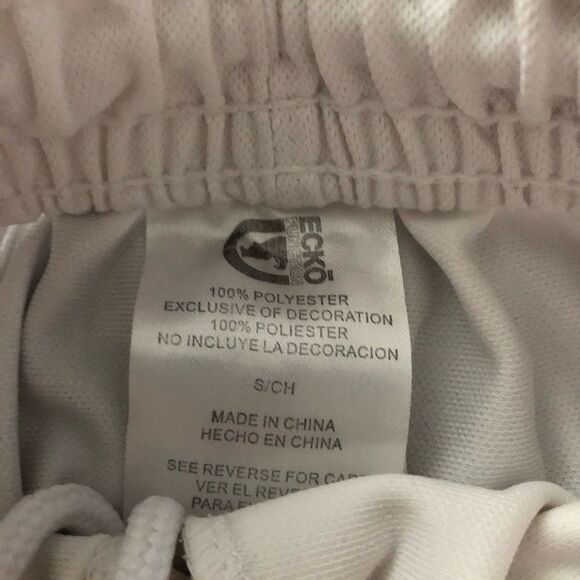 ECKŌ
100% POLYESTER
EXCLUSIVE OF DECORATION
100% POLIESTER
NO INCLUYE LA DECORACION
S/CH
MADE IN CHINA
HECHO EN CHINA
SEE REVERSE FOR
VER EL
PARA